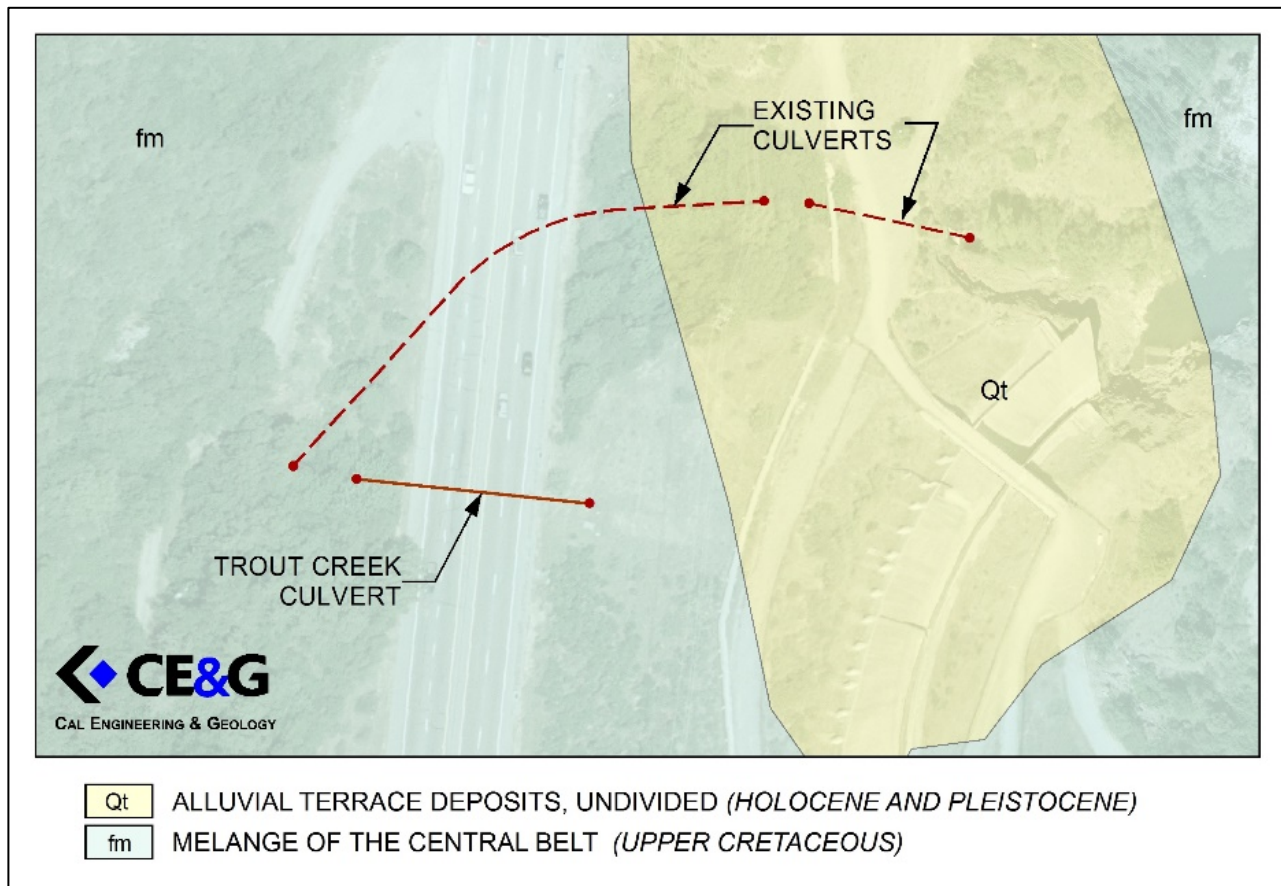 fm
EXISTING
CULVERTS
fm
Qt
TROUT CREEK
CULVERT
CE&G
CAL ENGINEERING & GEOLOGY
Qt ALLUVIAL TERRACE DEPOSITS, UNDIVIDED (HOLOCENE AND PLEISTOCENE)
fm MELANGE OF THE CENTRAL BELT (UPPER CRETACEOUS)